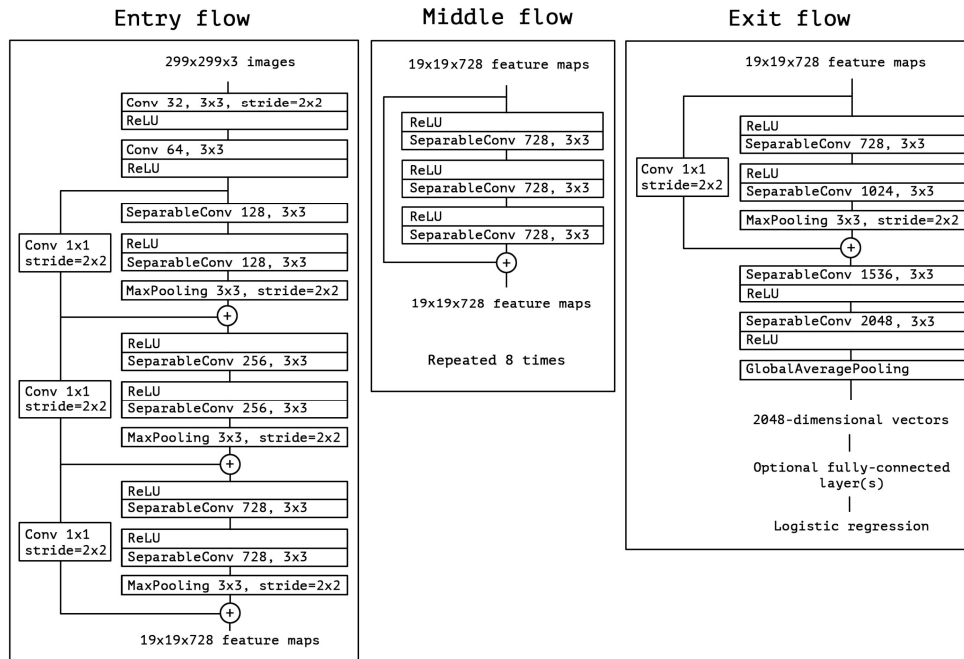 Entry flow
299x299x3 images
Conv 32, 3x3, stride=2x2
ReLU
Conv 64, 3x3
ReLU
SeparableConv 128, 3x3
Conv 1x1
stride=2x2
ReLU
SeparableConv 128, 3x3
MaxPooling 3x3, stride=2x2
+
ReLU
SeparableConv 256, 3x3
Conv 1x1
stride=2x2
ReLU
SeparableConv 256, 3x3
MaxPooling 3x3, stride=2x2
+
ReLU
SeparableConv 728, 3x3
Conv 1x1
stride=2x2
ReLU
SeparableConv 728, 3x3
MaxPooling 3x3, stride=2x2
+
19x19x728 feature maps
Middle flow
19x19x728 feature maps
ReLU
SeparableConv 728, 3x3
ReLU
SeparableConv 728, 3x3
ReLU
SeparableConv 728, 3x3
+
19x19x728 feature maps
Repeated 8 times
Exit flow
19x19x728 feature maps
ReLU
SeparableConv 728, 3x3
Conv 1x1
stride=2x2
ReLU
SeparableConv 1024, 3x3
MaxPooling 3x3, stride=2x2
+
SeparableConv 1536, 3x3
ReLU
SeparableConv 2048, 3x3
ReLU
GlobalAveragePooling
2048-dimensional vectors
Optional fully-connected
layer(s)
Logistic regression